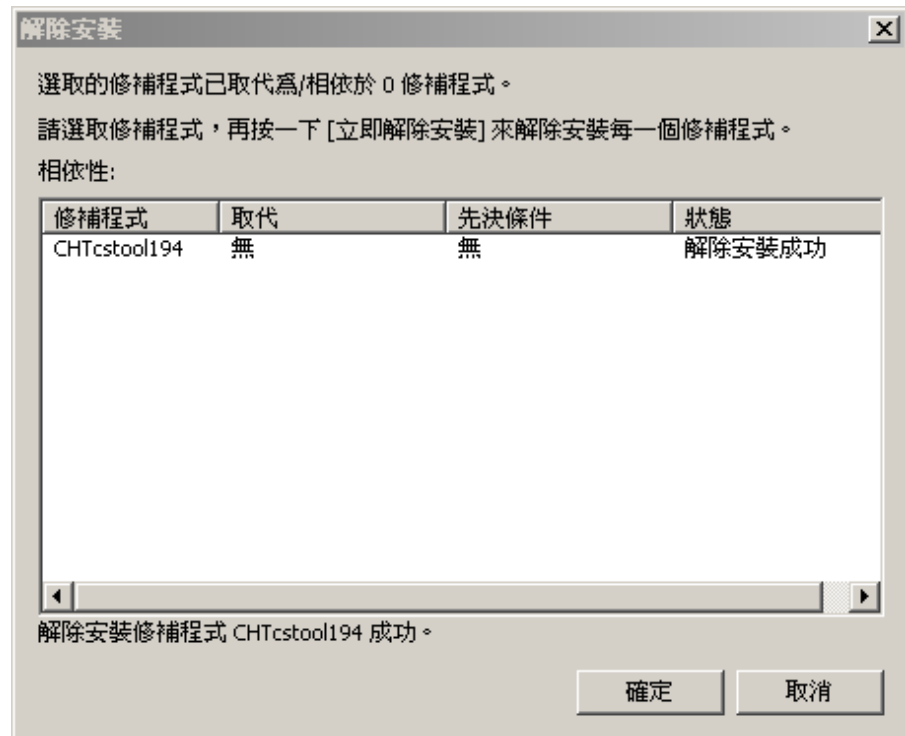 解除安裝
選取的修補程式已取代爲/相依於 0 修補程式。
請選取修補程式，再按一下 [立即解除安裝] 來解除安裝每一個修補程式。
相依性:
修補程式 取代 先決條件 狀態
CHTcstool194 無 無 解除安裝成功
解除安裝修補程式 CHTcstool194 成功。
確定 取消